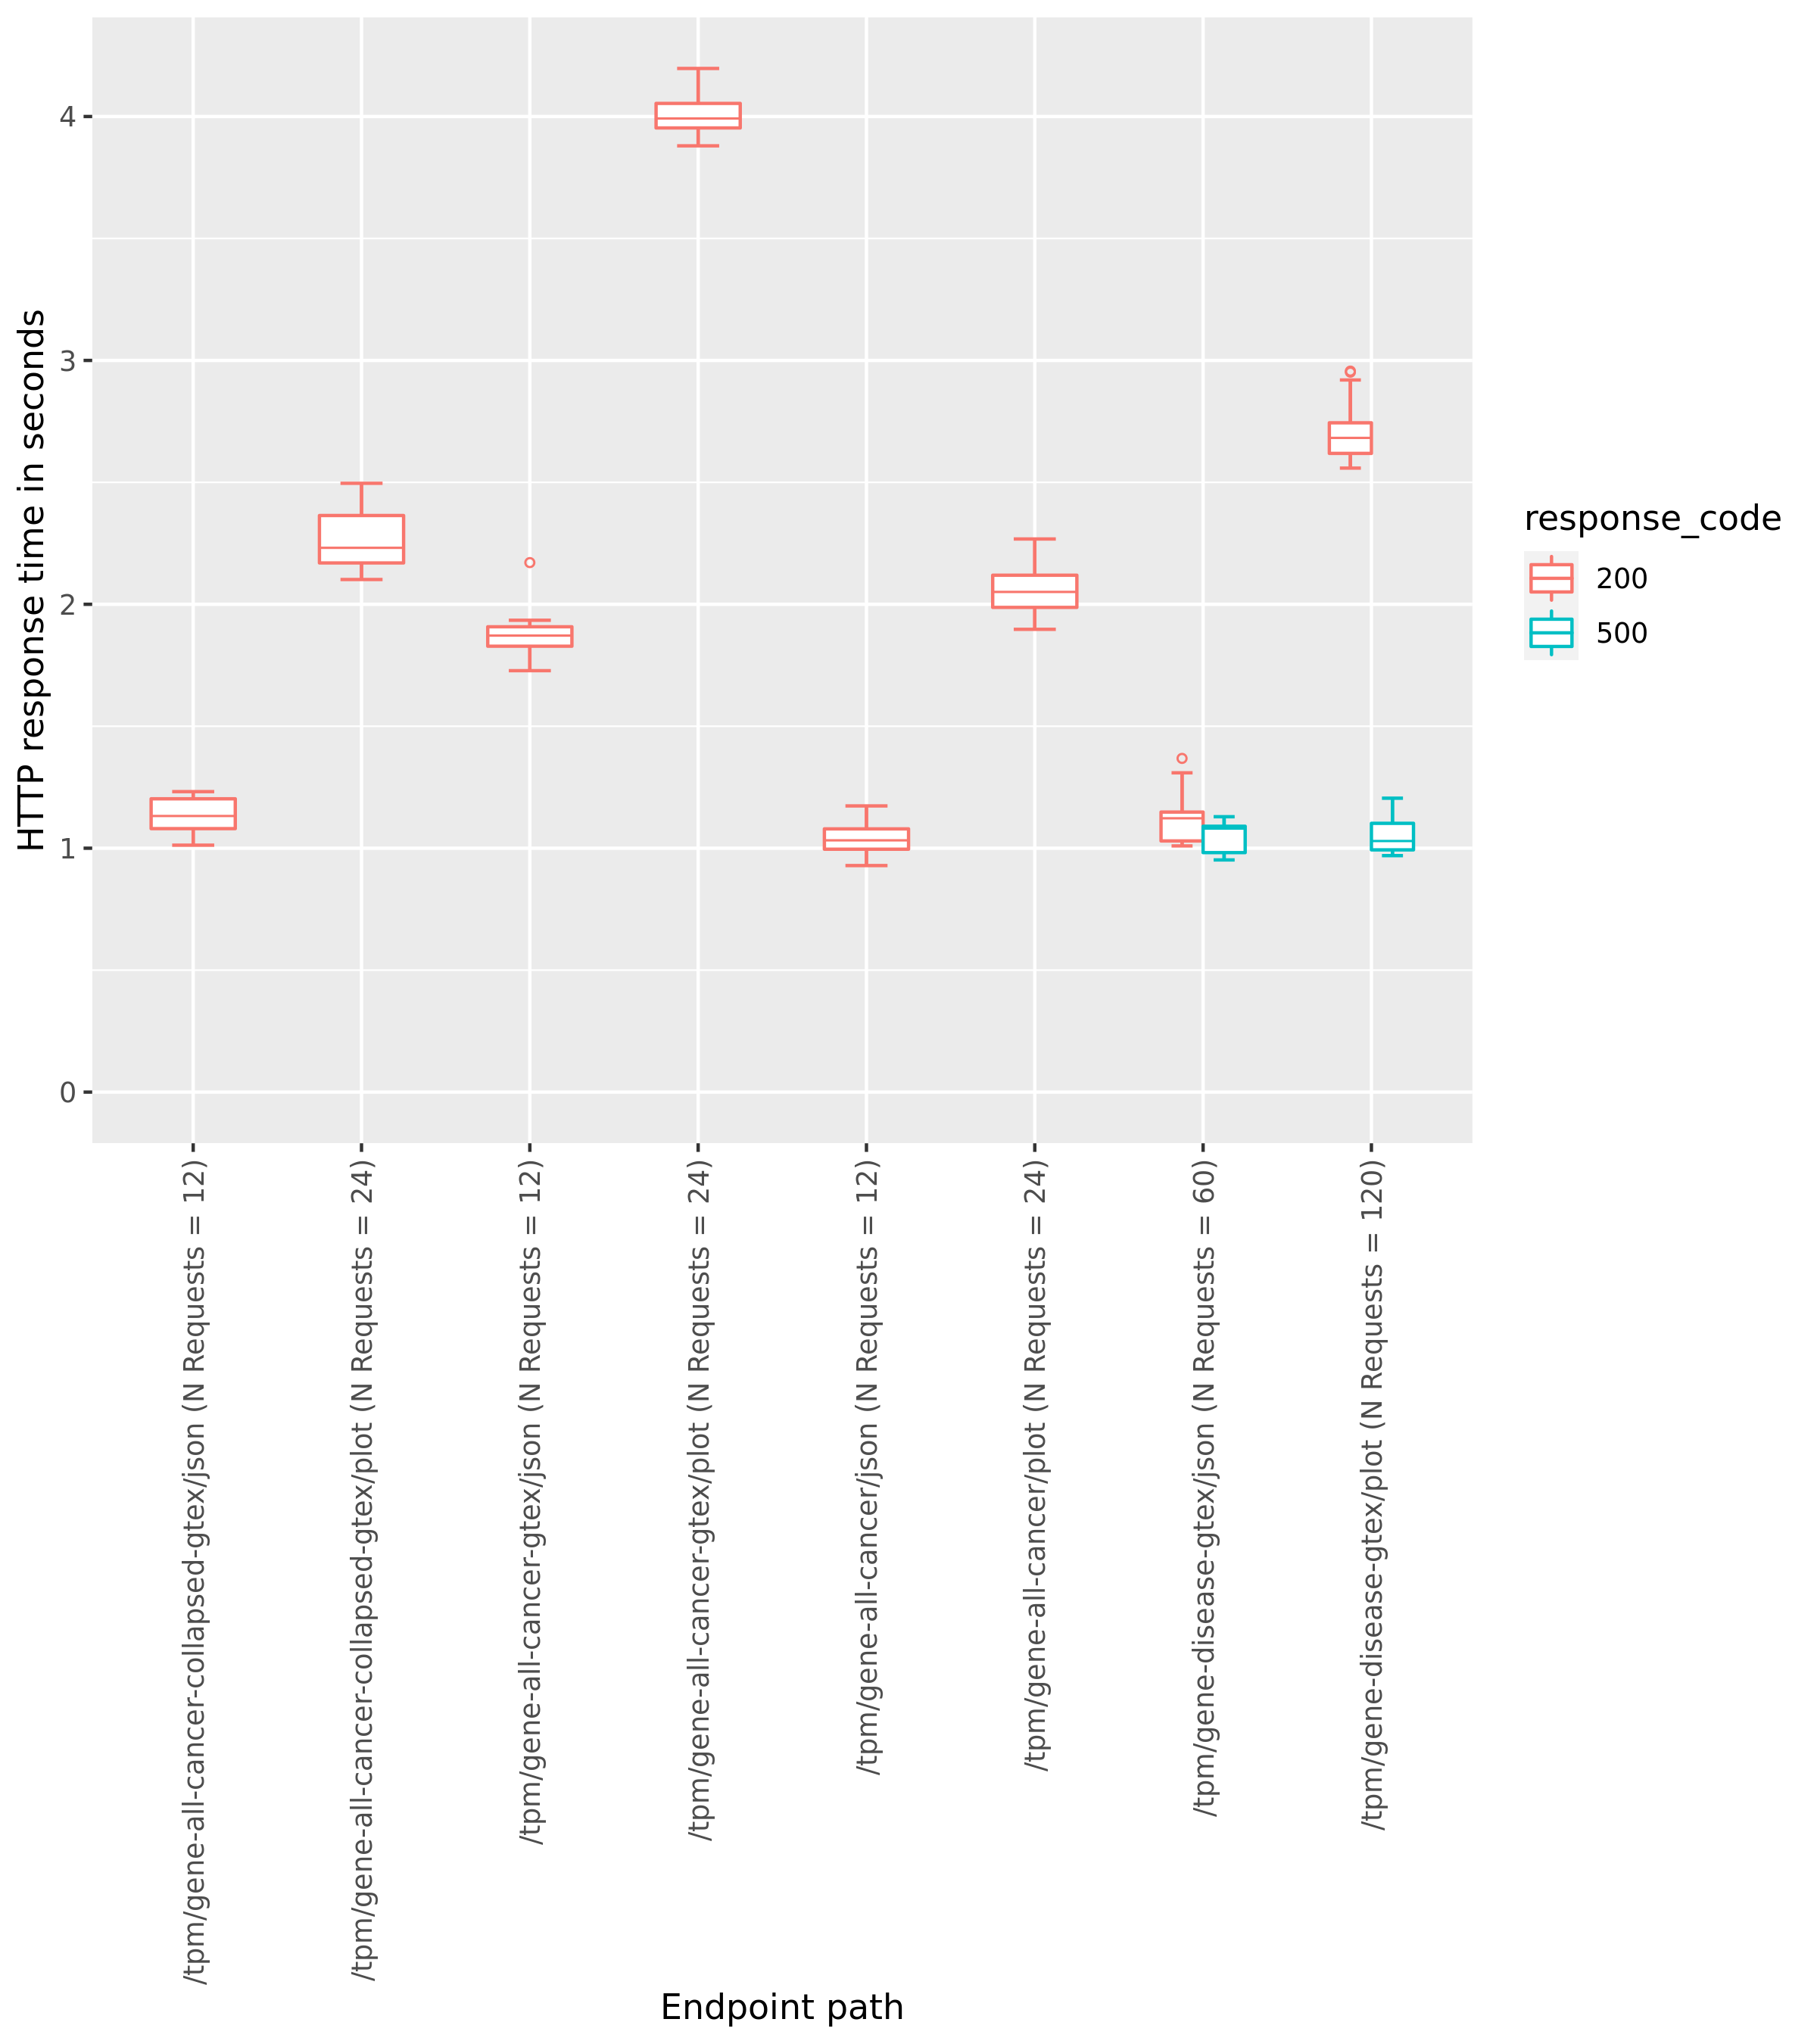 HTTP response time in seconds
4
3
2
1
0
/tpm/gene-all-cancer-collapsed-gtex/json (N Requests = 12)
/tpm/gene-all-cancer-collapsed-gtex/plot (N Requests = 24)
/tpm/gene-all-cancer-gtex/json (N Requests = 12)
/tpm/gene-all-cancer-gtex/plot (N Requests = 24)
/tpm/gene-all-cancer/json (N Requests = 12)
/tpm/gene-all-cancer/plot (N Requests = 24)
/tpm/gene-disease-gtex/json (N Requests = 60)
/tpm/gene-disease-gtex/plot (N Requests = 120)
Endpoint path
response_code
200
500